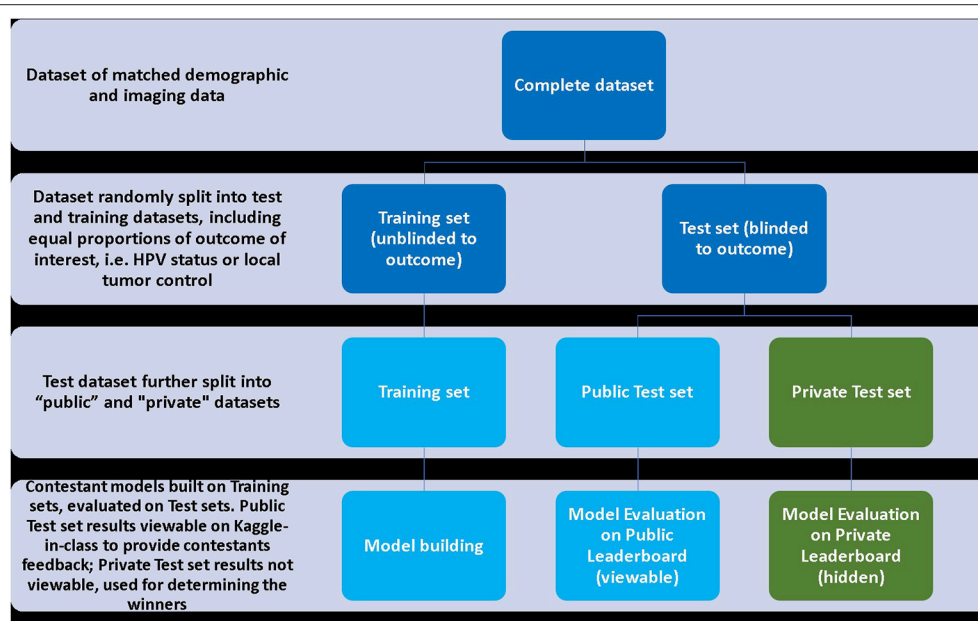 Dataset of matched demographic
and imaging data
Complete dataset
Dataset randomly split into test
and training datasets, including
equal proportions of outcome of
interest, i.e. HPV status or local
tumor control
Training set
(unblinded to
outcome)
Test set (blinded
to outcome)
Test dataset further split into
“public” and "private" datasets
Training set
Public Test set
Private Test set
Contestant models built on Training
sets, evaluated on Test sets. Public
Test set results viewable on Kaggle-
in-class to provide contestants
feedback; Private Test set results not
viewable, used for determining the
winners
Model building
Model Evaluation
on Public
Leaderboard
(viewable)
Model Evaluation
on Private
Leaderboard
(hidden)